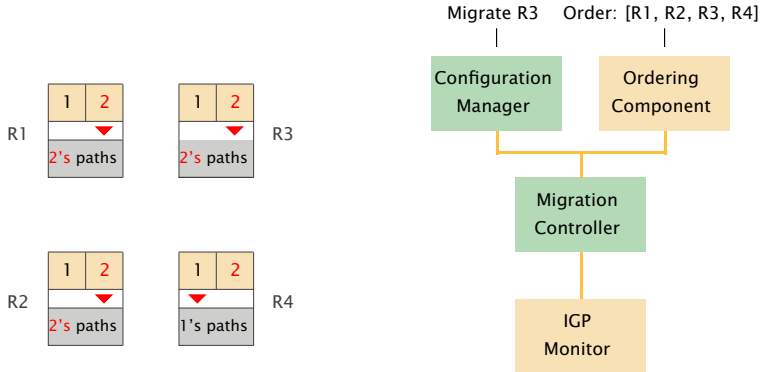 Migrate R3
Order: [R1, R2, R3, R4]
Configuration
Manager
Ordering
Component
1 2
R1
2's paths
1 2
R3
2's paths
Migration
Controller
1 2
R2
2's paths
1 2
R4
1's paths
IGP
Monitor